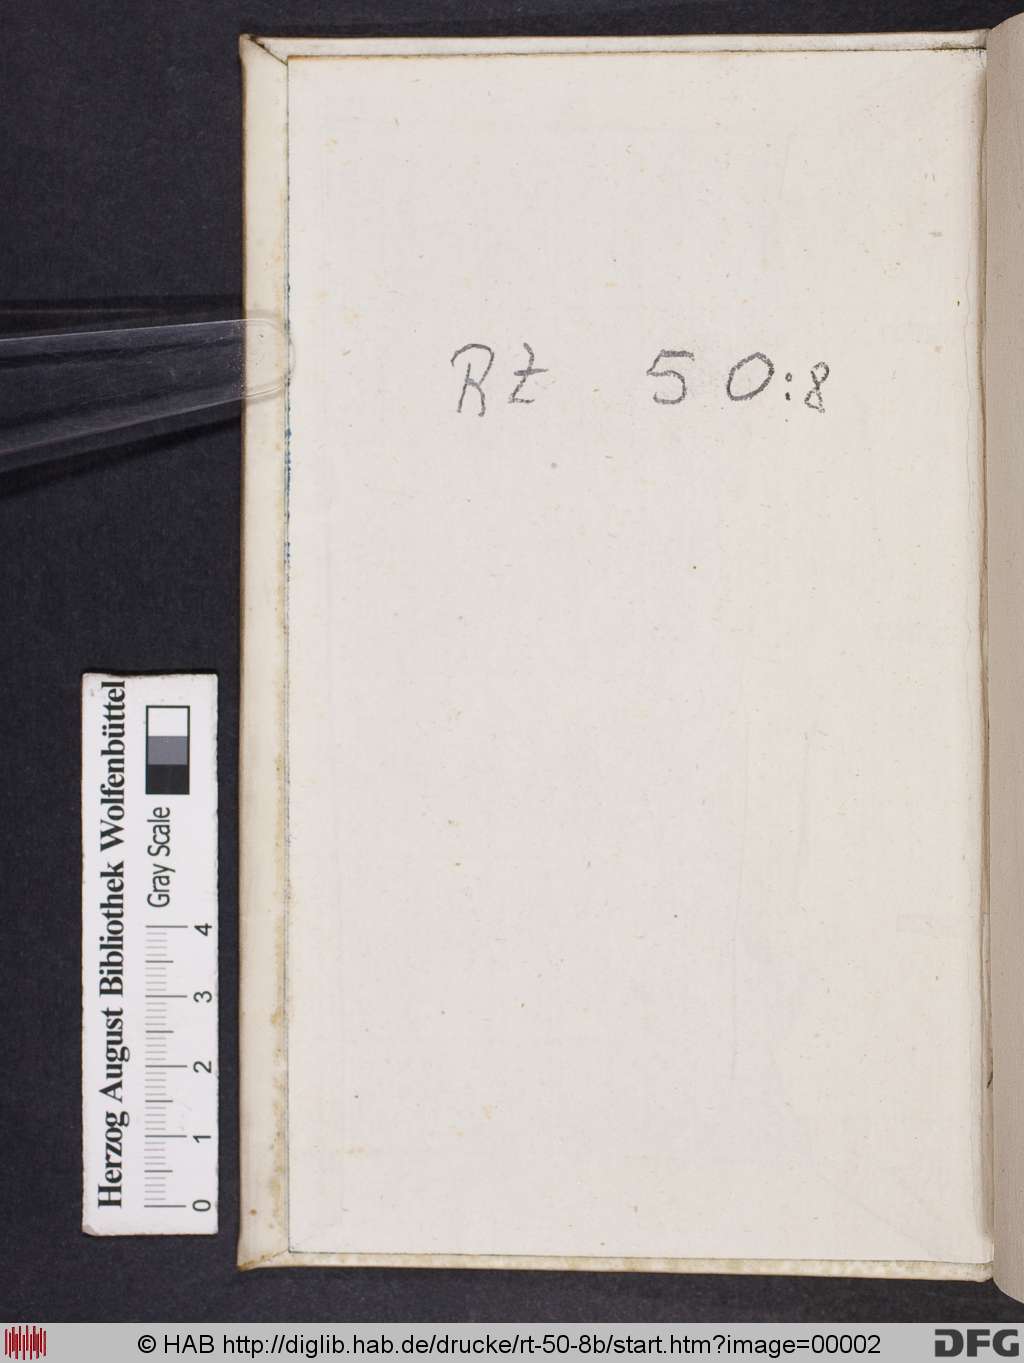 RZ 50:8
Herzog August Bibliothek Wolfenbüttel
Gray Scale
0 1 2 3 4
© HAB http://diglib.hab.de/drucke/rt-50-8b/start.htm?image=00002
DFG